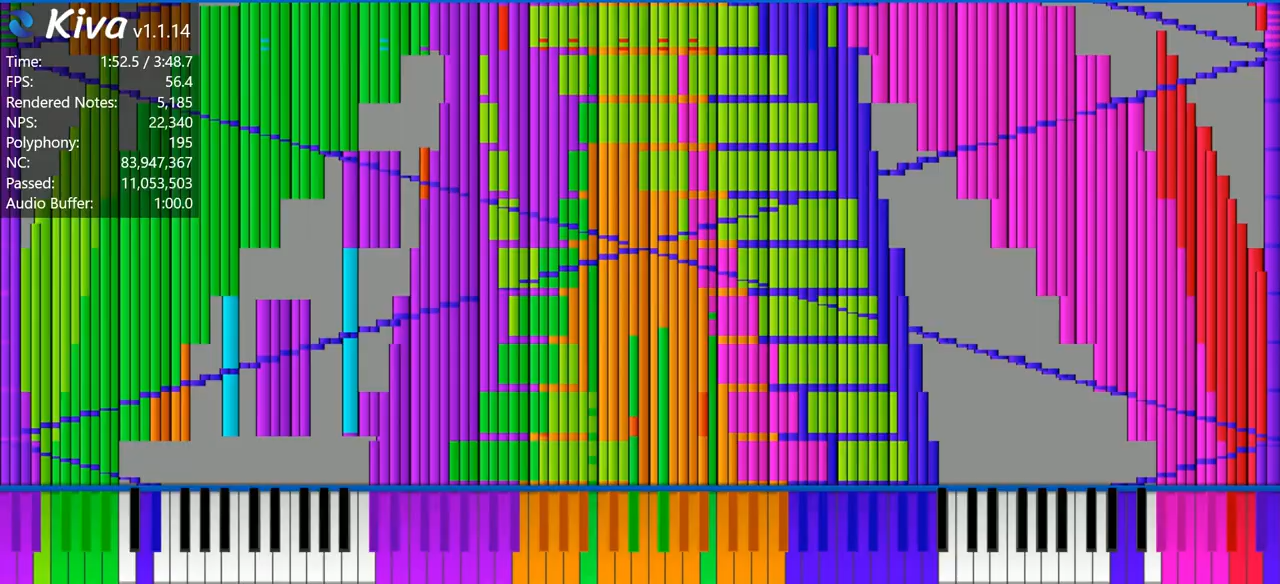 Kiva v1.1.14
Time: 1:52.5 / 3:48.7
FPS: 56.4
Rendered Notes: 5,185
NPS: 22,340
Polyphony: 195
NC: 83,947,367
Passed: 11,053,503
Audio Buffer: 1:00.0